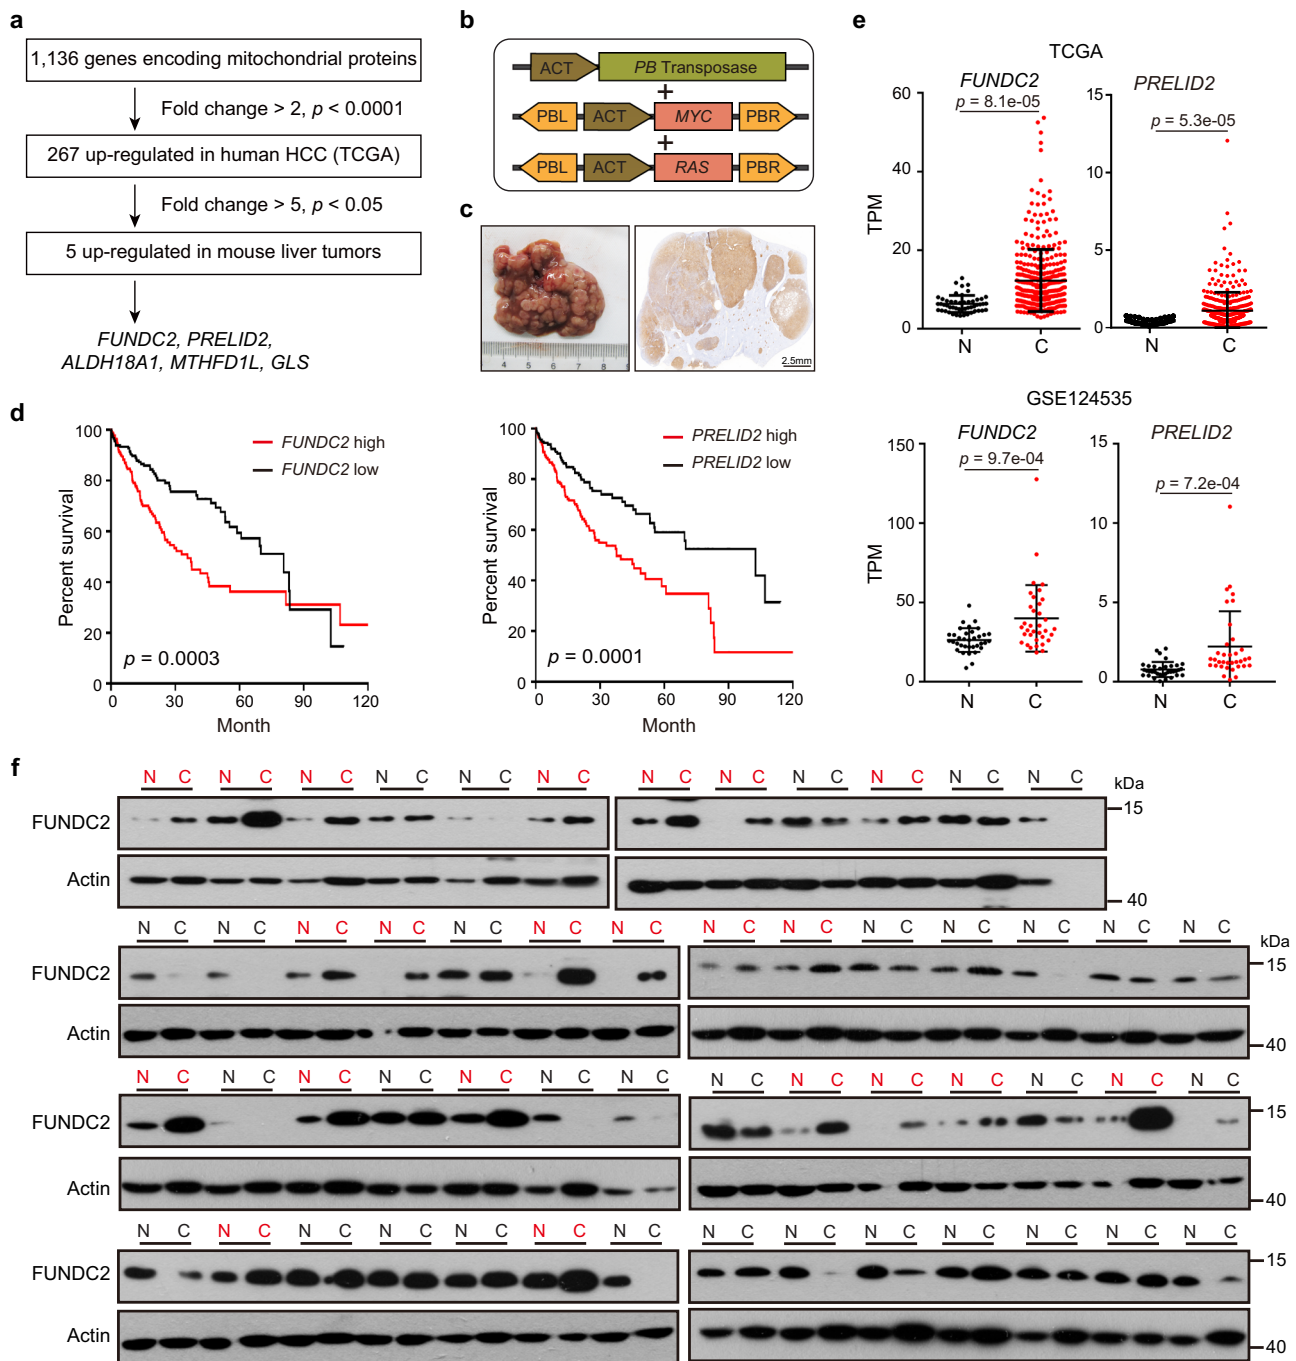 a
1,136 genes encoding mitochondrial proteins
Fold change > 2, p < 0.0001
267 up-regulated in human HCC (TCGA)
Fold change > 5, p < 0.05
5 up-regulated in mouse liver tumors
FUNDC2, PRELID2,
ALDH18A1, MTHFD1L, GLS
b
ACT PB Transposase
+
PBL ACT MYC PBR
+
PBL ACT RAS PBR
c
4 5 6 7 8
2.5mm
d
100
80
60
40
20
0
Percent survival
FUNDC2 high
FUNDC2 low
p = 0.0003
0 30 60 90 120
Month
100
80
60
40
20
0
Percent survival
PRELID2 high
PRELID2 low
p = 0.0001
0 30 60 90 120
Month
e
TCGA
FUNDC2
p = 8.1e-05
60
40
20
0
TPM
N C
PRELID2
p = 5.3e-05
15
10
5
0
N C
GSE124535
FUNDC2
p = 9.7e-04
150
100
50
0
TPM
N C
PRELID2
p = 7.2e-04
15
10
5
0
N C
f
N C N C N C N C N C N C N C N C N C N C N C N C
kDa
FUNDC2
15
Actin
40
N C N C N C N C N C N C N C N C N C N C N C N C N C N C
kDa
FUNDC2
15
Actin
40
N C N C N C N C N C N C N C N C N C N C N C N C N C N C
FUNDC2
15
Actin
40
N C N C N C N C N C N C N C N C N C N C N C N C N C N C
FUNDC2
15
Actin
40